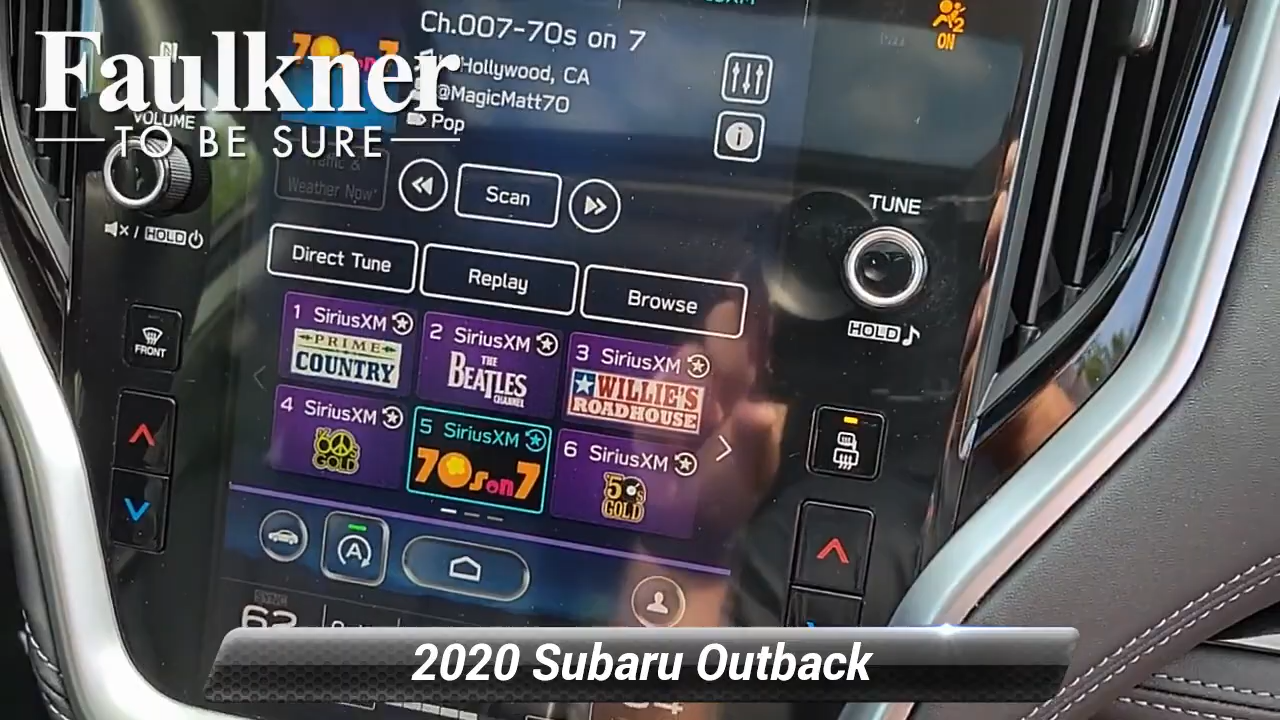 Faulkner
TO BE SURE
Ch.007-70s on 7
Hollywood, CA
@MagicMatt70
Pop
ON
VOLUME
/ HOLD
TUNE
HOLD
Weather Now
Scan
Direct Tune
Replay
Browse
1 SiriusXM
PRIME
COUNTRY
2 SiriusXM
THE
BEATLES
CHANNEL
3 SiriusXM
WILLIE'S
ROADHOUSE
4 SiriusXM
60s
GOLD
5 SiriusXM
70s on 7
6 SiriusXM
50s
GOLD
FRONT
A
SYNC
2020 Subaru Outback